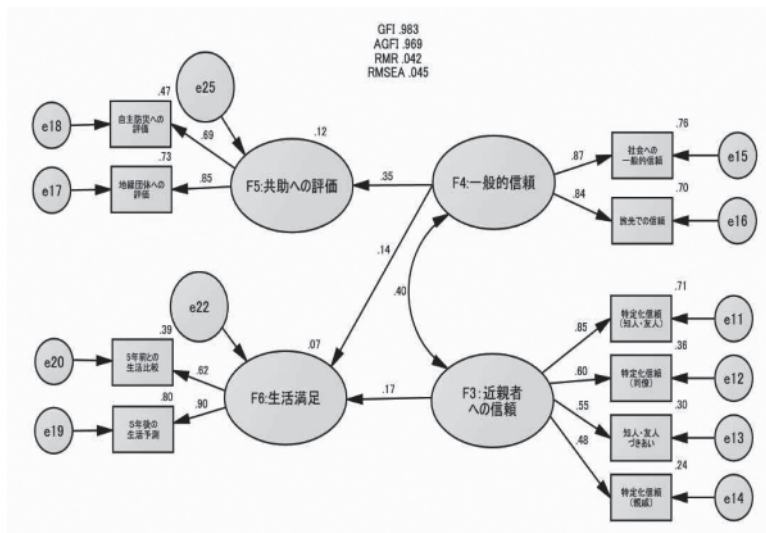 GFI .983
AGFI .969
RMR .042
RMSEA .045
e25
.47
e18
自主防災への
評価
.69
.12
.73
e17
地縁団体への
評価
.85
F5:共助への評価
.35
F4:一般的信頼
.76
.87
社会への
一般的信頼
e15
.70
.84
旅先での信頼
e16
.14
.40
e22
.39
e20
5年前との
生活比較
.62
.07
.80
e19
5年後の
生活予測
.90
F6:生活満足
.17
F3:近親者
への信頼
.71
.85
特定化信頼
(知人・友人)
e11
.36
.60
特定化信頼
(同僚)
e12
.30
.55
知人・友人
づきあい
e13
.24
.48
特定化信頼
(親戚)
e14